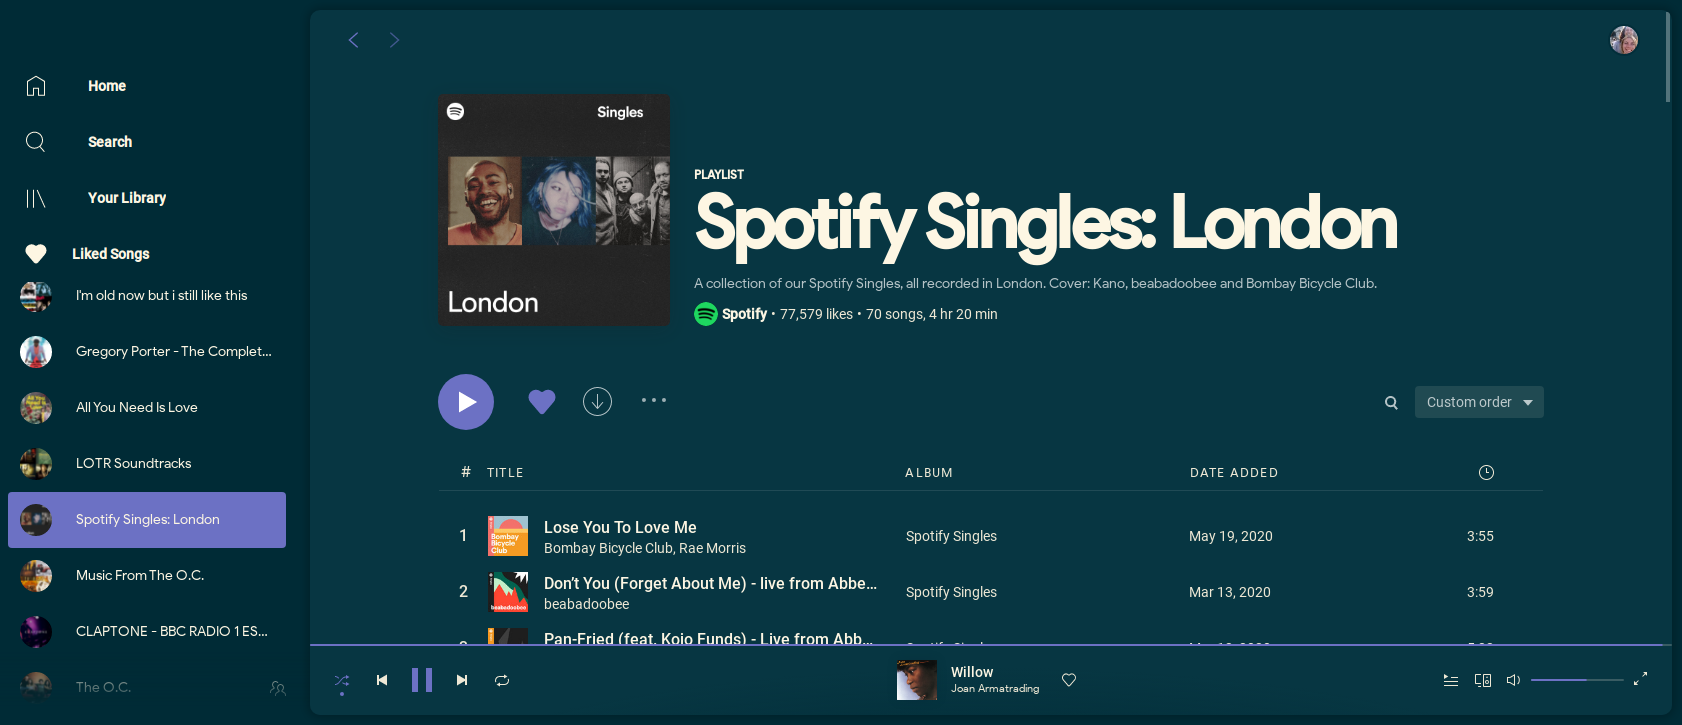 Home
Search
Your Library
Liked Songs
I'm old now but i still like this
Gregory Porter - The Complet...
All You Need Is Love
LOTR Soundtracks
Spotify Singles: London
Music From The O.C.
CLAPTONE - BBC RADIO 1 ES...
The O.C.
Singles
London
PLAYLIST
Spotify Singles: London
A collection of our Spotify Singles, all recorded in London. Cover: Kano, beabadoobee and Bombay Bicycle Club.
Spotify • 77,579 likes • 70 songs, 4 hr 20 min
Custom order
# TITLE ALBUM DATE ADDED
1 Lose You To Love Me Spotify Singles May 19, 2020 3:55
Bombay Bicycle Club, Rae Morris
Bombay
Bicycle
Club
2 Don't You (Forget About Me) - live from Abbe... Spotify Singles Mar 13, 2020 3:59
beabadoobee
beabadoobee
Pan-Fried (feat. Kojo Funds) - Live from Abb...
Willow
Joan Armatrading